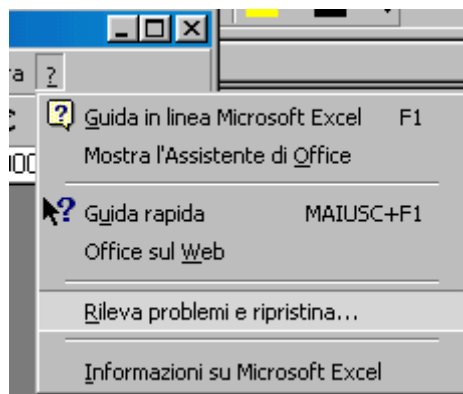 ?
Guida in linea Microsoft Excel F1
Mostra l'Assistente di Office
Guida rapida MAIUSC+F1
Office sul Web
Rileva problemi e ripristina...
Informazioni su Microsoft Excel